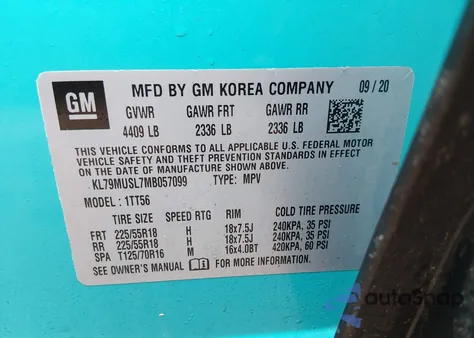 GM
MFD BY GM KOREA COMPANY 09/20
GVWR GAWR FRT GAWR RR
4409 LB 2336 LB 2336 LB
THIS VEHICLE CONFORMS TO ALL APPLICABLE U.S. FEDERAL MOTOR
VEHICLE SAFETY AND THEFT PREVENTION STANDARDS IN EFFECT
ON THE DATE OF MANUFACTURE SHOWN ABOVE.
KL79MUSL7MB057099 TYPE: MPV
MODEL: 1TT56
TIRE SIZE SPEED RTG RIM COLD TIRE PRESSURE
FRT 225/55R18 H 18x7.5J 240KPA, 35 PSI
RR 225/55R18 H 18x7.5J 240KPA, 35 PSI
SPA T125/70R16 M 16x4.0BT 420KPA, 60 PSI
SEE OWNER'S MANUAL FOR MORE INFORMATION.
autoSnap